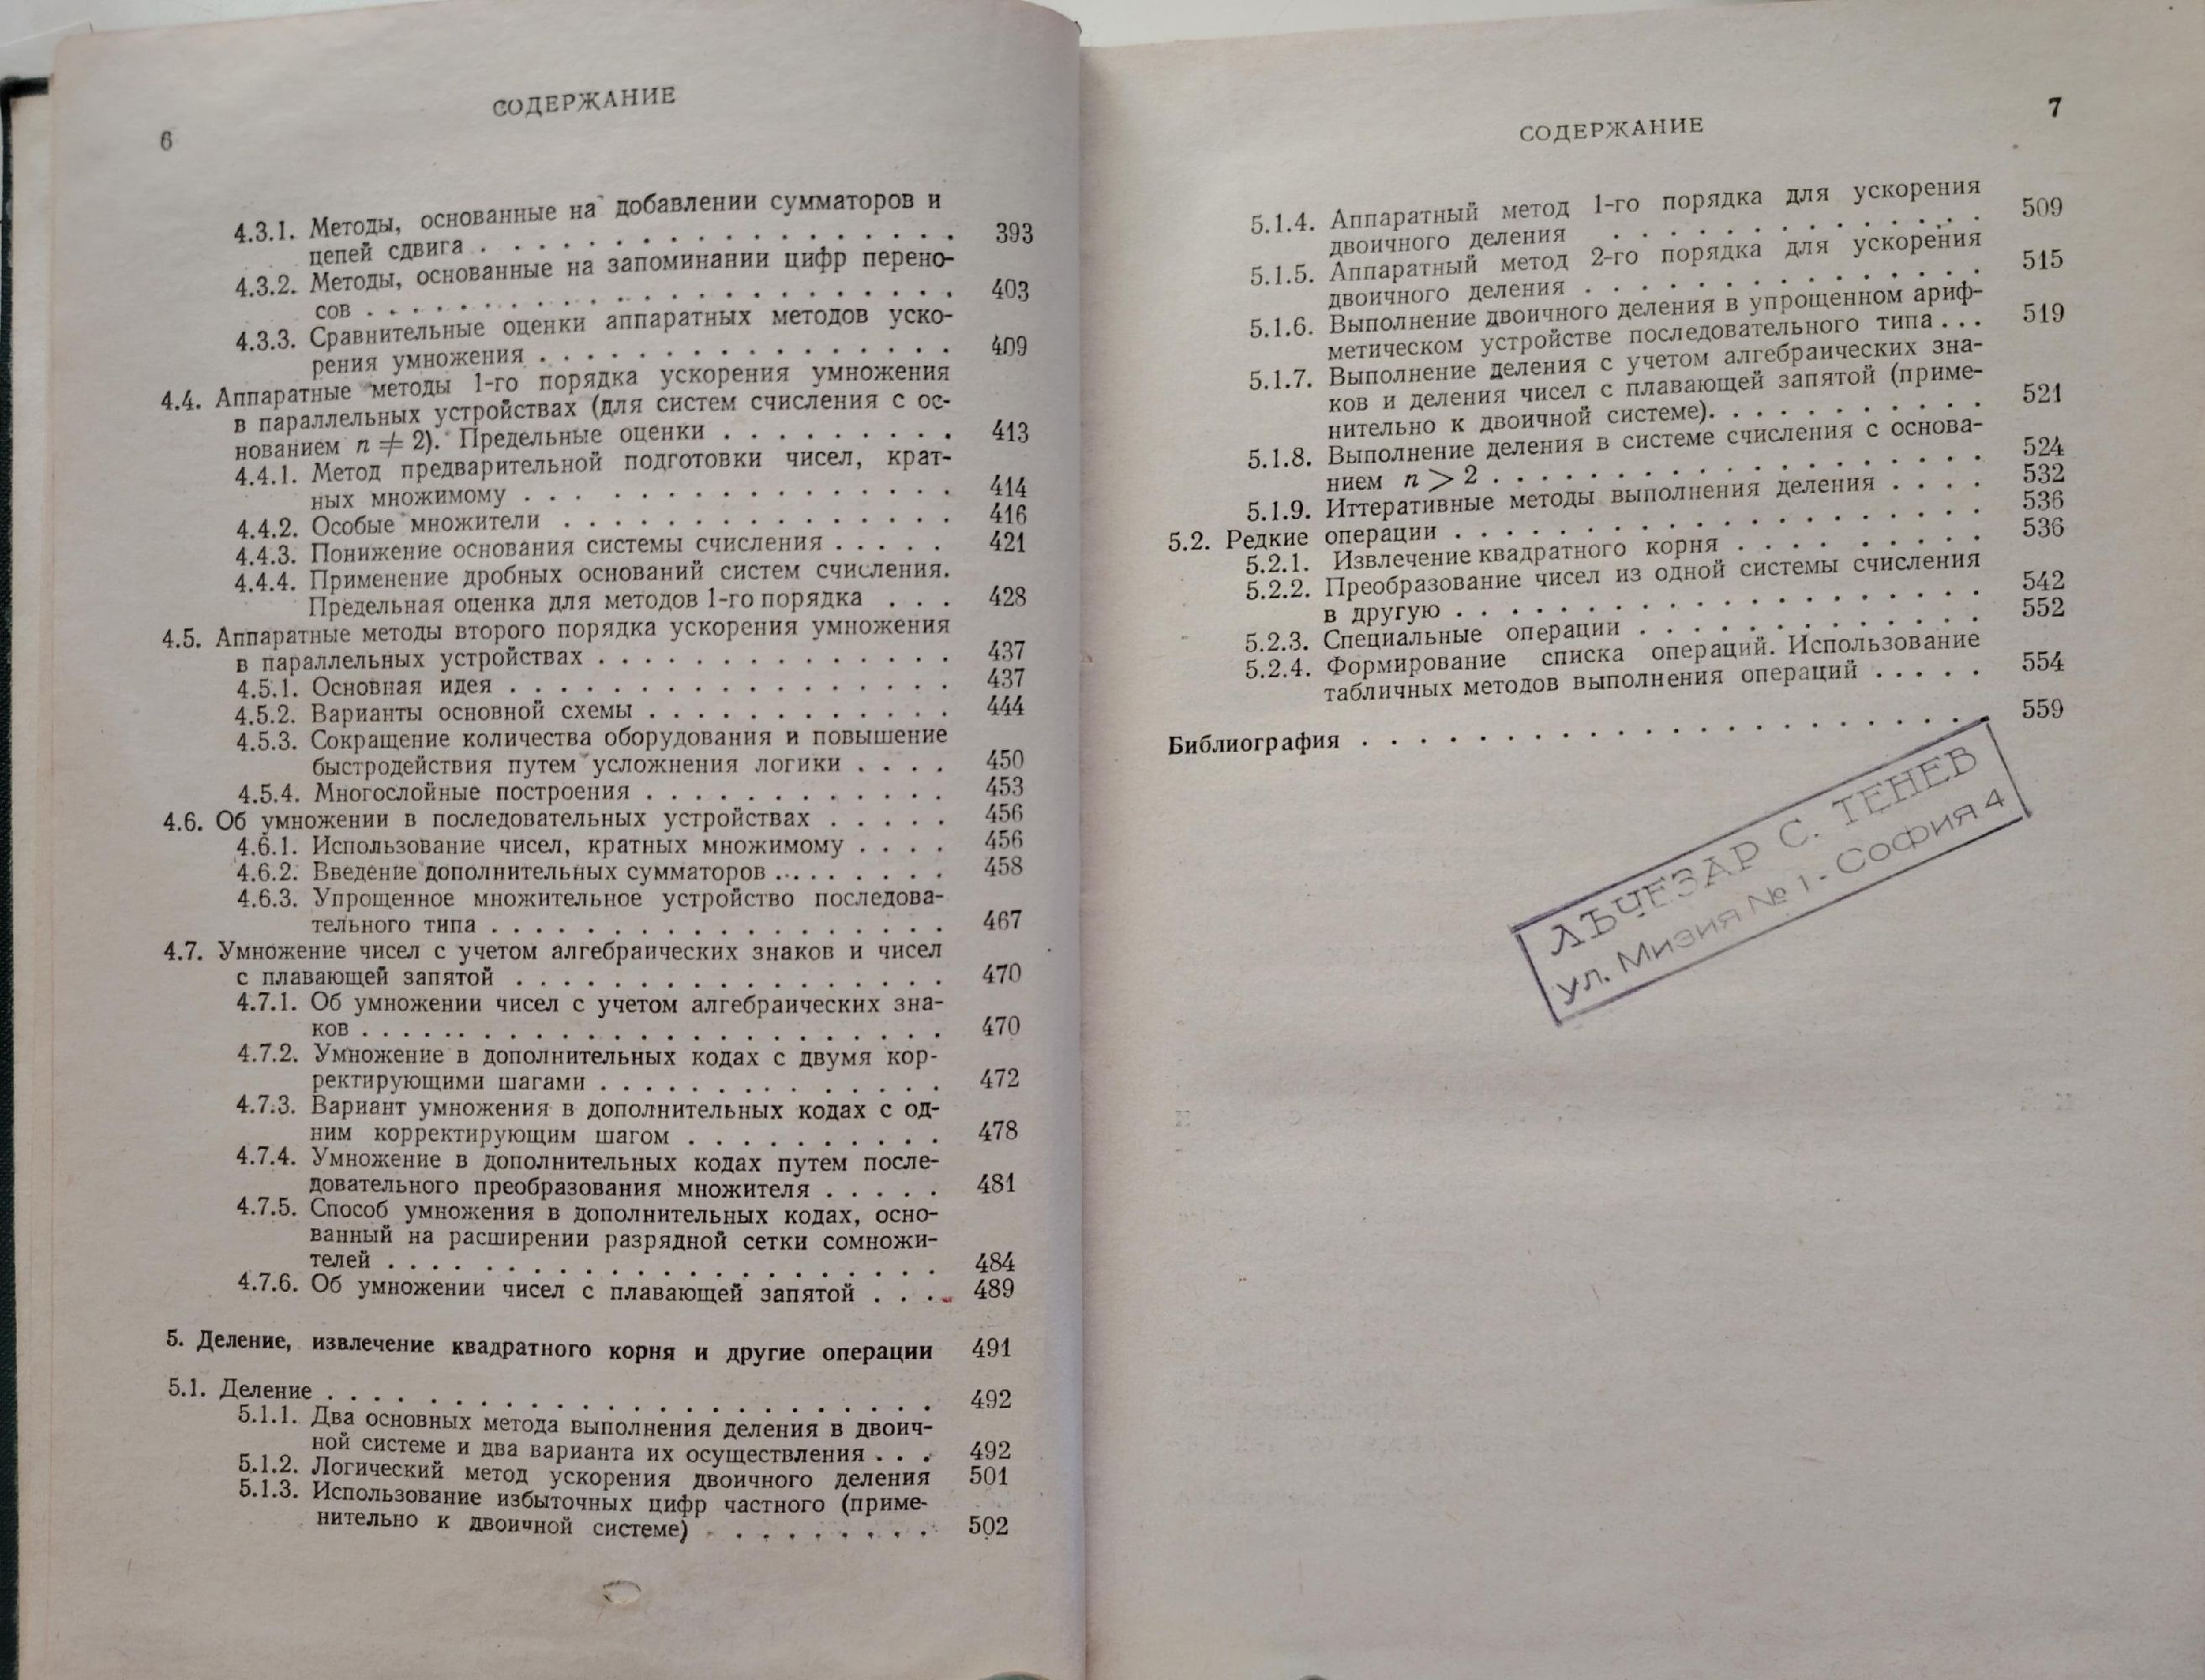 СОДЕРЖАНИЕ
6
4.3.1. Методы, основанные на добавлении сумматоров и
цепей сдвига . . . . . . . . . . . . . . . . 393
4.3.2. Методы, основанные на запоминании цифр перено-
сов . . . . . . . . . . . . . . . . . . . 403
4.3.3. Сравнительные оценки аппаратных методов уско-
рения умножения . . . . . . . . . . . . . . 409
4.4. Аппаратные методы 1-го порядка ускорения умножения
в параллельных устройствах (для систем счисления с ос-
нованием n ≠ 2). Предельные оценки . . . . . . . . . 413
4.4.1. Метод предварительной подготовки чисел, крат-
ных множимому . . . . . . . . . . . . . . 414
4.4.2. Особые множители . . . . . . . . . . . . . . 416
4.4.3. Понижение основания системы счисления . . . . . 421
4.4.4. Применение дробных оснований систем счисления.
Предельная оценка для методов 1-го порядка . . . 428
4.5. Аппаратные методы второго порядка ускорения умножения
в параллельных устройствах . . . . . . . . . . . . . . 437
4.5.1. Основная идея . . . . . . . . . . . . . . . . 437
4.5.2. Варианты основной схемы . . . . . . . . . . . . 444
4.5.3. Сокращение количества оборудования и повышение
быстродействия путем усложнения логики . . . . 450
4.5.4. Многослойные построения . . . . . . . . . . . . 453
4.6. Об умножении в последовательных устройствах . . . . . 456
4.6.1. Использование чисел, кратных множимому . . . . 456
4.6.2. Введение дополнительных сумматоров . . . . . . . . 458
4.6.3. Упрощенное множительное устройство последова-
тельного типа . . . . . . . . . . . . . . . . . 467
4.7. Умножение чисел с учетом алгебраических знаков и чисел
с плавающей запятой . . . . . . . . . . . . . . . . 470
4.7.1. Об умножении чисел с учетом алгебраических зна-
ков . . . . . . . . . . . . . . . . . . . . 470
4.7.2. Умножение в дополнительных кодах с двумя кор-
ректирующими шагами . . . . . . . . . . . . . 472
4.7.3. Вариант умножения в дополнительных кодах с од-
ним корректирующим шагом . . . . . . . . . . 478
4.7.4. Умножение в дополнительных кодах путем после-
довательного преобразования множителя . . . . . 481
4.7.5. Способ умножения в дополнительных кодах, осно-
ванный на расширении разрядной сетки сомножи-
телей . . . . . . . . . . . . . . . . . . . 484
4.7.6. Об умножении чисел с плавающей запятой . . . . 489
5. Деление, извлечение квадратного корня и другие операции 491
5.1. Деление . . . . . . . . . . . . . . . . . . . . . . 492
5.1.1. Два основных метода выполнения деления в двоич-
ной системе и два варианта их осуществления . . . 492
5.1.2. Логический метод ускорения двоичного деления 501
5.1.3. Использование избыточных цифр частного (приме-
нительно к двоичной системе) . . . . . . . . . 502
СОДЕРЖАНИЕ
7
5.1.4. Аппаратный метод 1-го порядка для ускорения
двоичного деления . . . . . . . . . . . . . 509
5.1.5. Аппаратный метод 2-го порядка для ускорения
двоичного деления . . . . . . . . . . . . . 515
5.1.6. Выполнение двоичного деления в упрощенном ариф-
метическом устройстве последовательного типа . . . 519
5.1.7. Выполнение деления с учетом алгебраических зна-
ков и деления чисел с плавающей запятой (приме-
нительно к двоичной системе). . . . . . . . . . . . 521
5.1.8. Выполнение деления в системе счисления с основа-
нием n > 2 . . . . . . . . . . . . . . . . . 524
5.1.9. Иттеративные методы выполнения деления . . . . 532
5.2. Редкие операции . . . . . . . . . . . . . . . . . . 536
5.2.1. Извлечение квадратного корня . . . . . . . . . 536
5.2.2. Преобразование чисел из одной системы счисления
в другую . . . . . . . . . . . . . . . . . . 542
5.2.3. Специальные операции . . . . . . . . . . . . 552
5.2.4. Формирование списка операций. Использование
табличных методов выполнения операций . . . . . 554
Библиография . . . . . . . . . . . . . . . . . . . . . 559
ЛЪЧЕЗАР С. ТЕНЕВ
Ул. Мизия № 1 - София 4